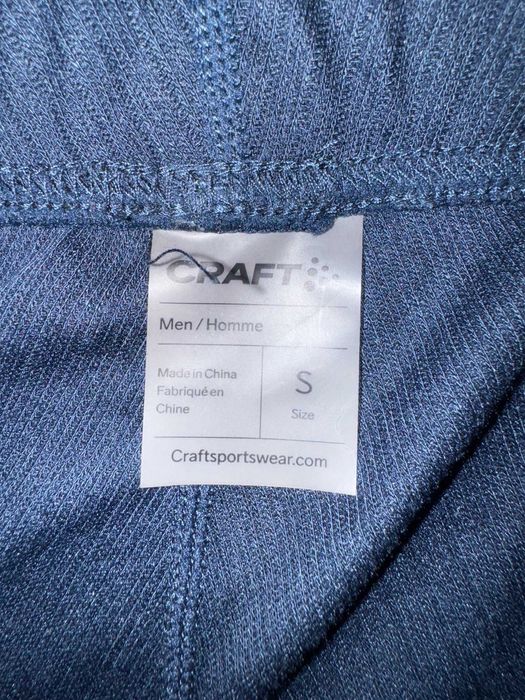 CRAFT
Men / Homme
Made in China
Fabriqué en
Chine
S
Size
Craftsportswear.com